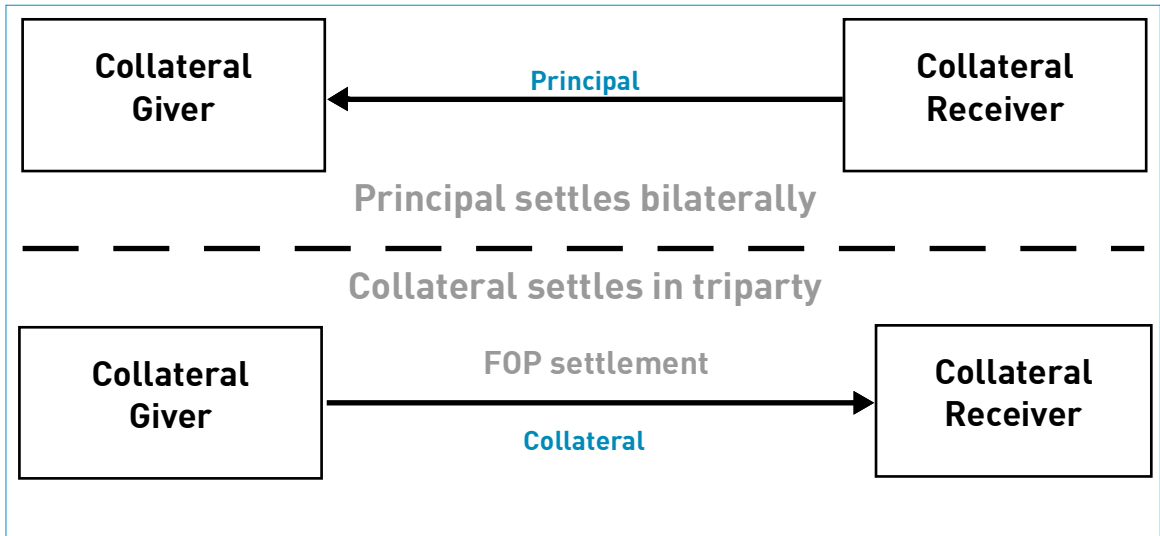 Collateral
Giver
Principal
Collateral
Receiver
Principal settles bilaterally
Collateral settles in triparty
Collateral
Giver
FOP settlement
Collateral
Collateral
Receiver